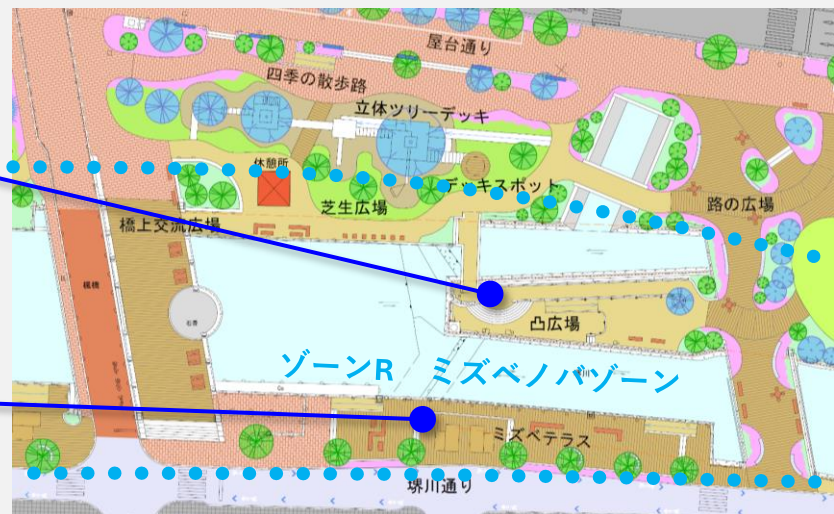 屋台通り
四季の散歩路
立体ツリーデッキ
休憩所
デッキスポット
路の広場
芝生広場
橋上交流広場
凸広場
ゾーンR ミズベノバゾーン
ミズベテラス
堺川通り